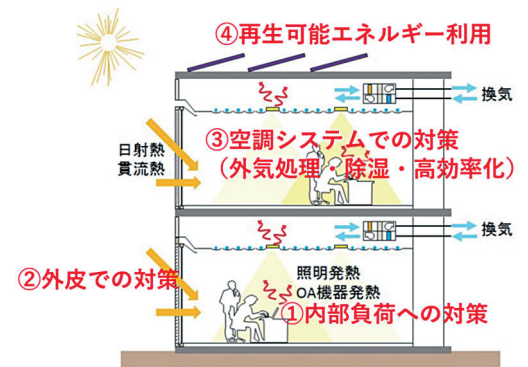 ④再生可能エネルギー利用
換気
日射熱
貫流熱
③空調システムでの対策
（外気処理・除湿・高効率化）
換気
②外皮での対策
照明発熱
OA機器発熱
①内部負荷への対策